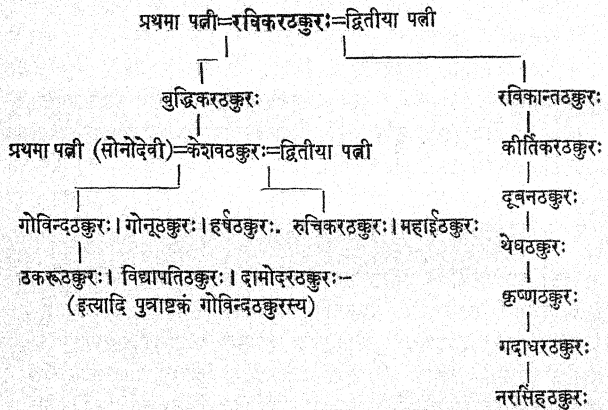 प्रथमा पत्नी=रविकरठक्कुरः=द्वितीया पत्नी
बुद्धिकरठक्कुरः
रविकान्तठक्कुरः
प्रथमा पत्नी (सोनोदेवी)=केशवठक्कुरः=द्वितीया पत्नी
कीर्तिकरठक्कुरः
दूबनठक्कुरः
गोविन्दठक्कुरः।गोनूठक्कुरः।हर्षठक्कुरः. रुचिकरठक्कुरः।महाईठक्कुरः
थेघठक्कुरः
ठकरूठक्कुरः। विद्यापतिठक्कुरः। दामोदरठक्कुरः–
(इत्यादि पुत्राष्टकं गोविन्दठक्कुरस्य)
कृष्णठक्कुरः
गदाधरठक्कुरः
नरसिंहठक्कुरः